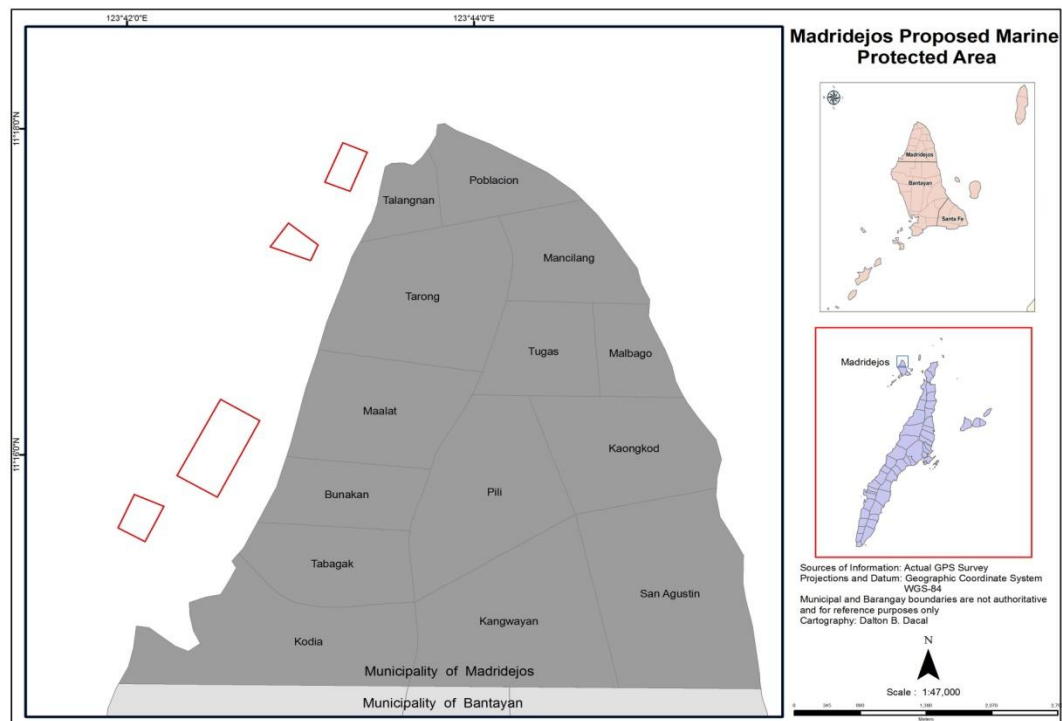 123°42'0"E
123°44'0"E
11°18'0"N
11°16'0"N
Poblacion
Talangnan
Mancilang
Tarong
Tugas
Malbago
Maalat
Kaongkod
Bunakan
Pili
Tabagak
San Agustin
Kangwayan
Kodia
Municipality of Madridejos
Municipality of Bantayan
Madridejos Proposed Marine
Protected Area
Madridejos
Bantayan
Santa Fe
Madridejos
Sources of Information: Actual GPS Survey
Projections and Datum: Geographic Coordinate System
WGS-84
Municipal and Barangay boundaries are not authoritative
and for reference purposes only
Cartography: Dalton B. Dacal
N
Scale : 1:47,000
0
Meters